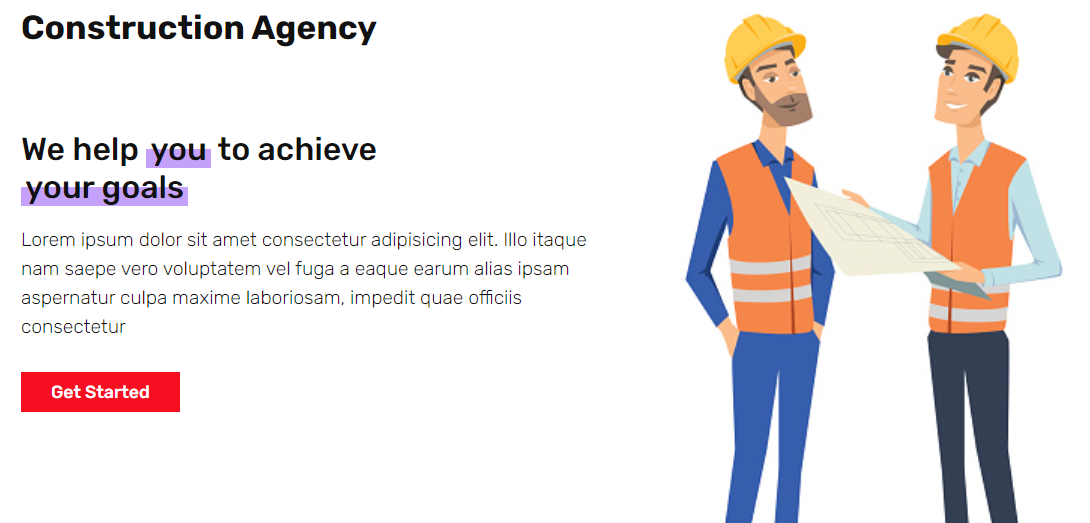 Construction Agency
We help you to achieve
your goals
Lorem ipsum dolor sit amet consectetur adipisicing elit. Illo itaque
nam saepe vero voluptatem vel fuga a eaque earum alias ipsam
aspernatur culpa maxime laboriosam, impedit quae officiis
consectetur
Get Started